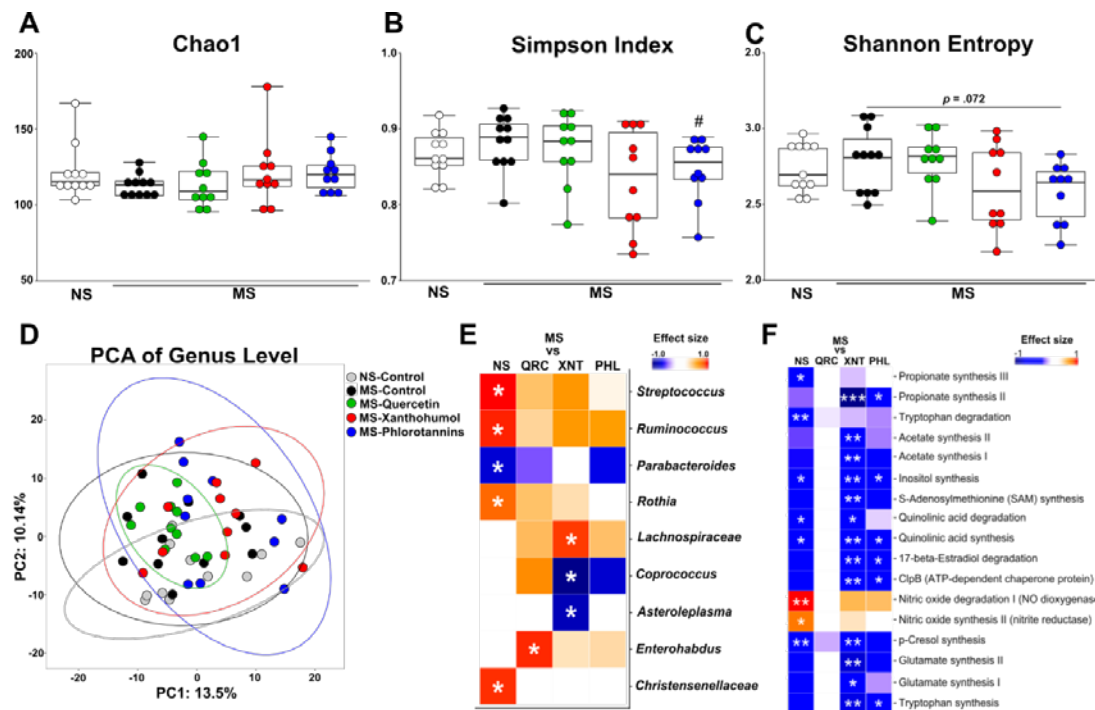 A
Chao1
200
150
100
50
NS
MS
B
Simpson Index
1.0
0.9
0.8
0.7
#
NS
MS
C
Shannon Entropy
2.0
3.0
2.5
2.0
p = .072
NS
MS
D
PCA of Genus Level
NS-Control
MS-Control
MS-Quercetin
MS-Xanthohumol
MS-Phlorotannins
PC2: 10.14%
20
10
0
-10
-20
-20
-10
0
10
20
PC1: 13.5%
E
MS
vs
NS QRC XNT PHL
Effect size
-1.0 1.0
* Streptococcus
* Ruminococcus
* Parabacteroides
* Rothia
* Lachnospiraceae
* Coprococcus
* Asteroleplasma
* Enterohabdus
* Christensenellaceae
F
MS
vs
NS QRC XNT PHL
Effect size
-1 1
* Propionate synthesis III
*** * Propionate synthesis II
** Tryptophan degradation
** Acetate synthesis II
** Acetate synthesis I
* ** * Inositol synthesis
** S-Adenosylmethionine (SAM) synthesis
* * Quinolinic acid degradation
* ** * Quinolinic acid synthesis
** * 17-beta-Estradiol degradation
** * ClpB (ATP-dependent chaperone protein)
** Nitric oxide degradation I (NO dioxygenase
* Nitric oxide synthesis II (nitrite reductase)
** ** p-Cresol synthesis
** Glutamate synthesis II
* Glutamate synthesis I
** * Tryptophan synthesis